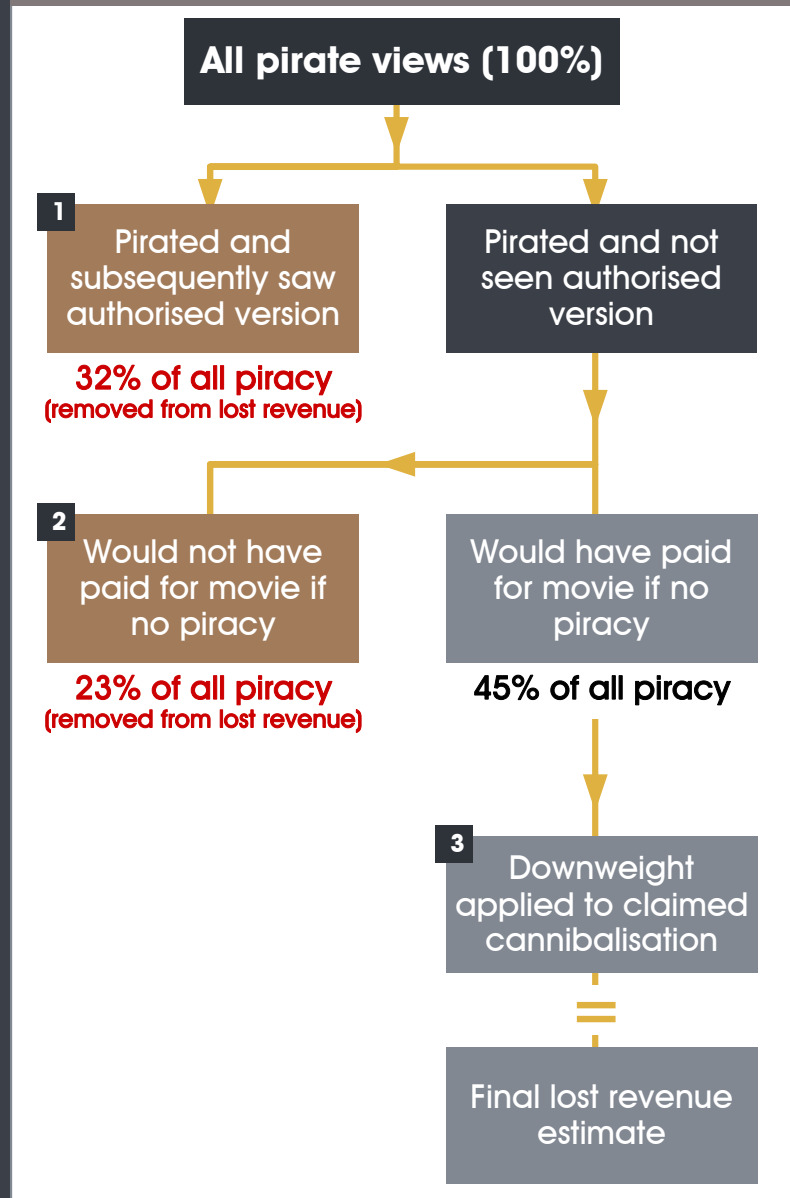 All pirate views (100%)
1
Pirated and
subsequently saw
authorised version
32% of all piracy
(removed from lost revenue)
Pirated and not
seen authorised
version
2
Would not have
paid for movie if
no piracy
23% of all piracy
(removed from lost revenue)
Would have paid
for movie if no
piracy
45% of all piracy
3
Downweight
applied to claimed
cannibalisation
=
Final lost revenue
estimate